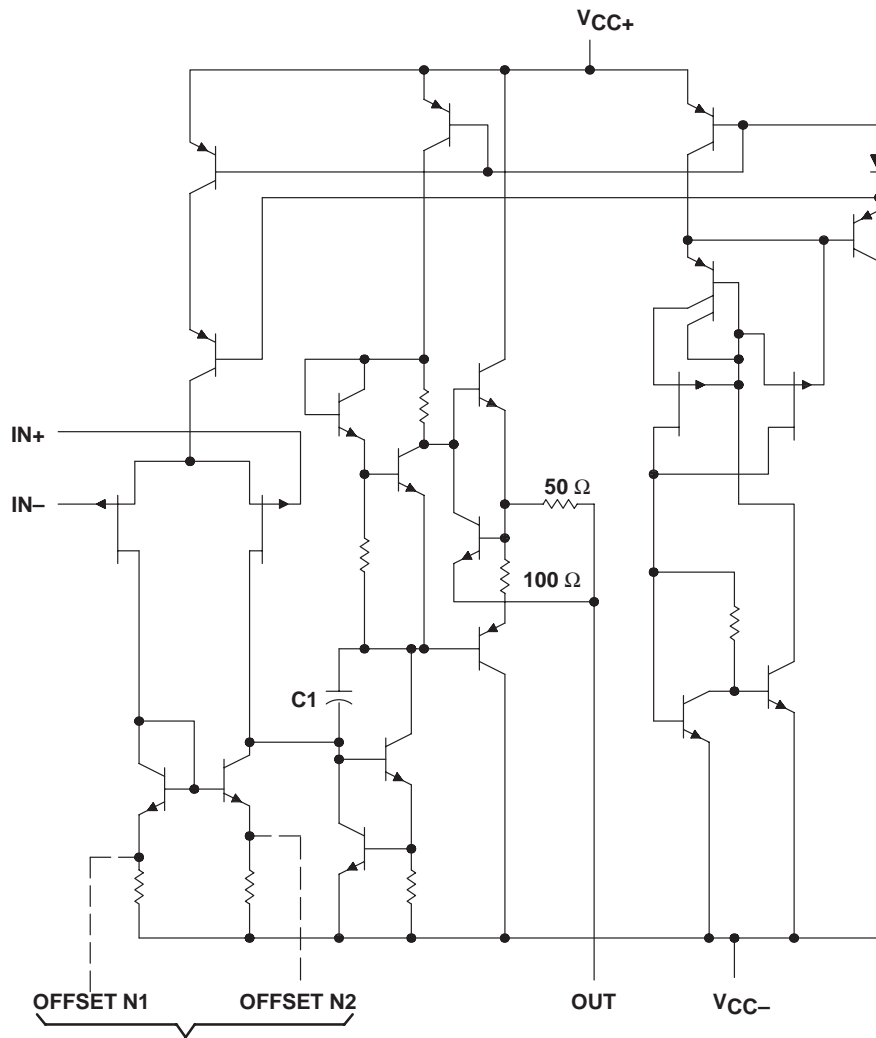 VCC+
IN+
IN–
50 Ω
100 Ω
C1
OFFSET N1
OFFSET N2
OUT
VCC–